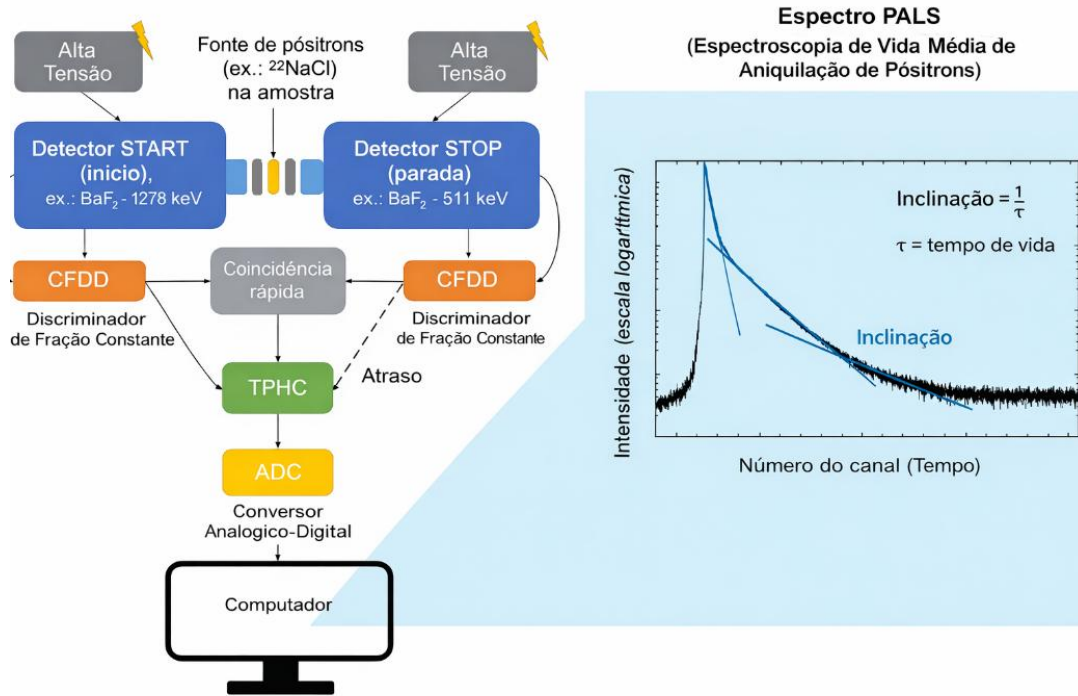 Alta
Tensão
Fonte de pósitrons
(ex.: ²²NaCl)
na amostra
Alta
Tensão
Detector START
(inicio),
ex.: BaF₂ - 1278 keV
Detector STOP
(parada)
ex.: BaF₂ - 511 keV
CFDD
Coincidência
rápida
CFDD
Discriminador
de Fração Constante
Discriminador
de Fração Constante
TPHC
Atraso
ADC
Conversor
Analogico-Digital
Computador
Espectro PALS
(Espectroscopia de Vida Média de
Aniquilação de Pósitrons)
Intensidade (escala logarítmica)
Inclinação = 1/τ
τ = tempo de vida
Inclinação
Número do canal (Tempo)